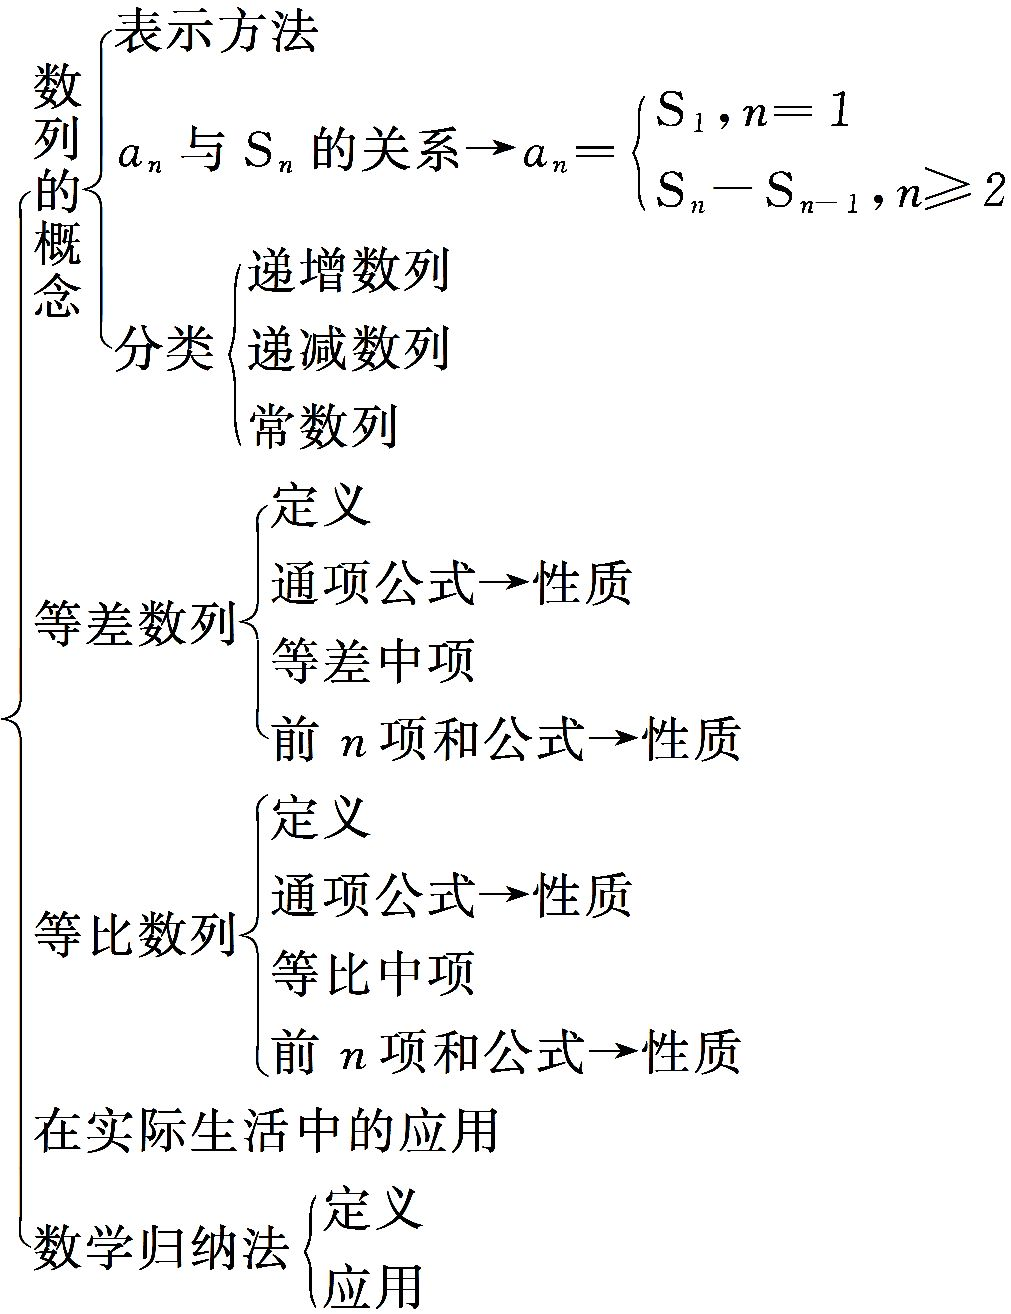 数列的概念
表示方法
aₙ 与 Sₙ 的关系→aₙ={S₁,n=1
Sₙ-Sₙ₋₁,n≥2
分类
递增数列
递减数列
常数列
等差数列
定义
通项公式→性质
等差中项
前 n 项和公式→性质
等比数列
定义
通项公式→性质
等比中项
前 n 项和公式→性质
在实际生活中的应用
数学归纳法
定义
应用